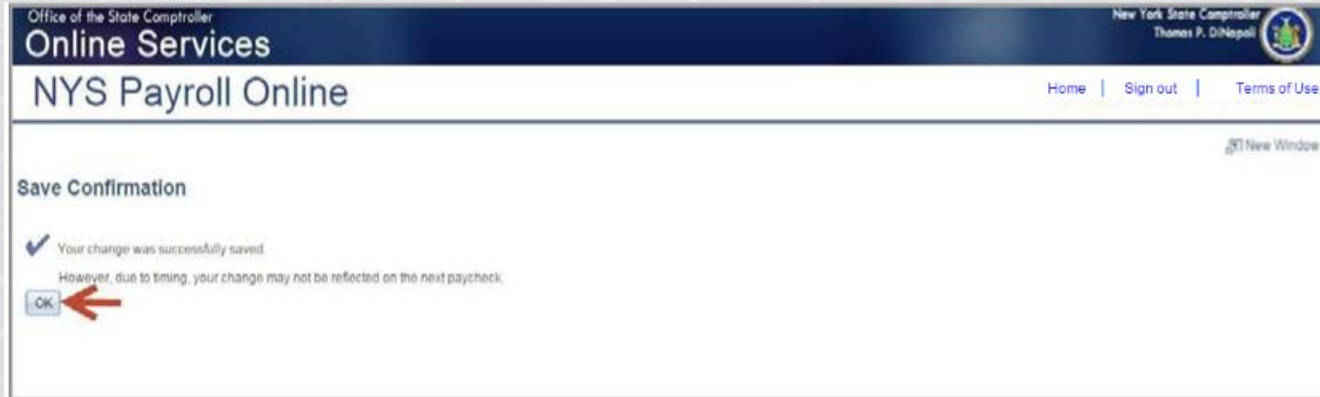 Office of the State Comptroller
Online Services
New York State Comptroller
Thomas P. DiNapoli
NYS Payroll Online
Home | Sign out | Terms of Use
New Window
Save Confirmation
Your change was successfully saved.
However, due to timing, your change may not be reflected on the next paycheck.
OK